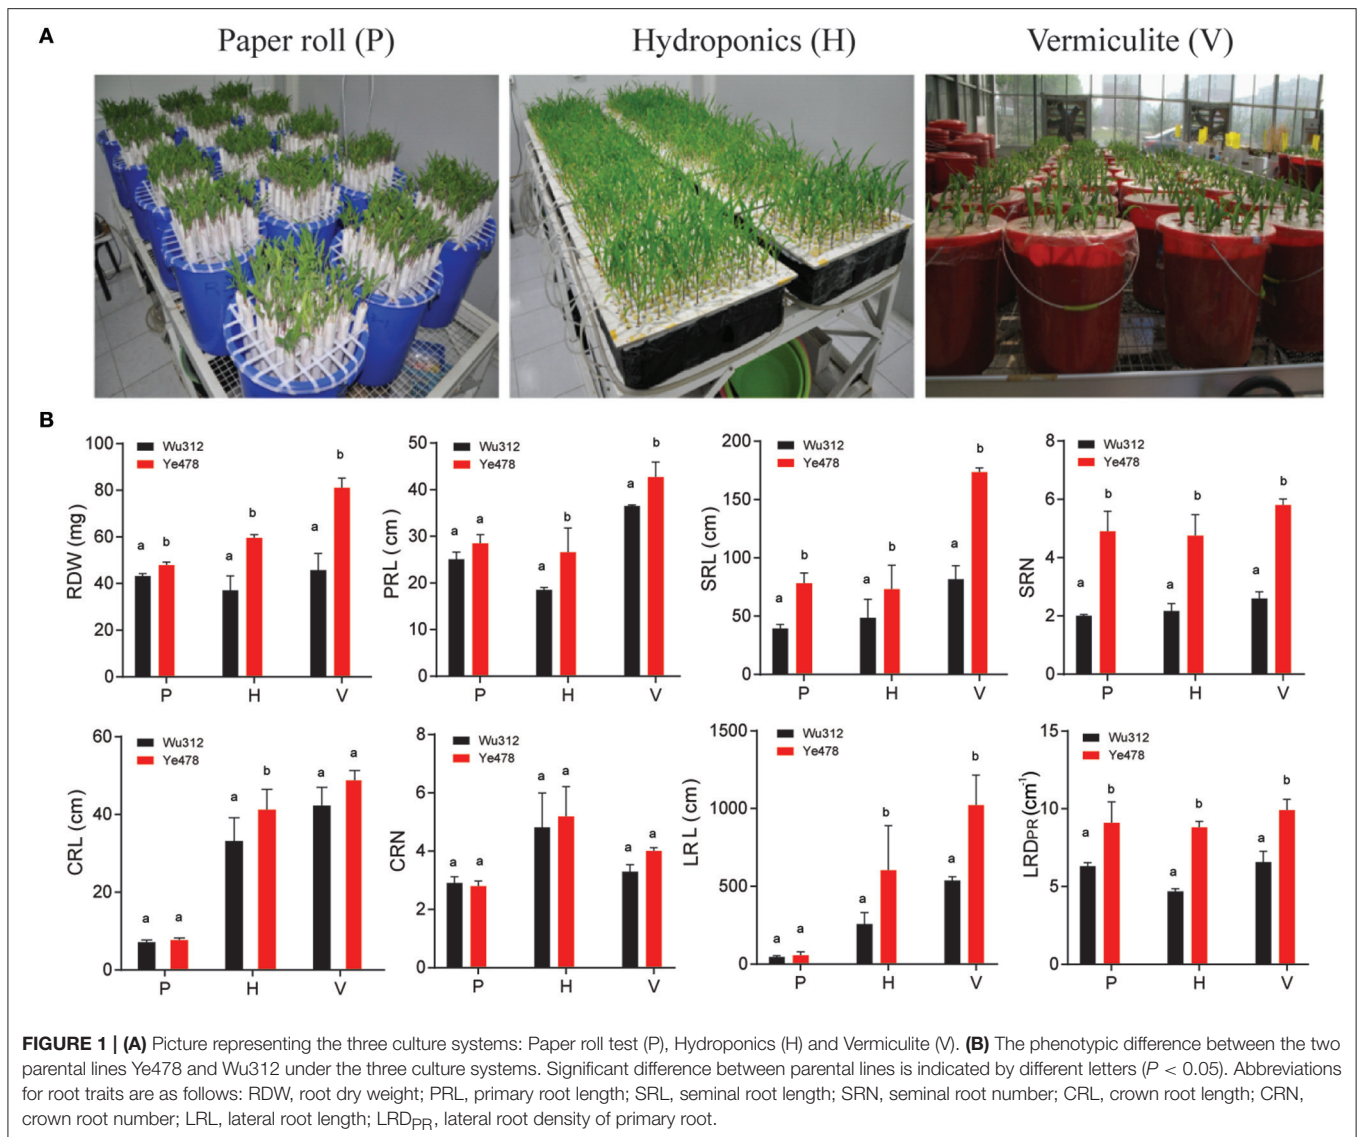 A
Paper roll (P)
Hydroponics (H)
Vermiculite (V)
B
100
80
60
40
20
0
RDW (mg)
Wu312
Ye478
a
b
a
b
a
b
P
H
V
50
40
30
20
10
0
PRL (cm)
Wu312
Ye478
a
a
a
b
a
b
P
H
V
200
150
100
50
0
SRL (cm)
Wu312
Ye478
a
b
a
b
a
b
P
H
V
8
6
4
2
0
SRN
Wu312
Ye478
a
b
a
b
a
b
P
H
V
60
40
20
0
CRL (cm)
Wu312
Ye478
a
a
a
b
a
a
P
H
V
8
6
4
2
0
CRN
Wu312
Ye478
a
a
a
a
a
a
P
H
V
1500
1000
500
0
LRL (cm)
Wu312
Ye478
a
a
a
b
a
b
P
H
V
15
10
5
0
LRDPR (cm-1)
Wu312
Ye478
a
b
a
b
a
b
P
H
V
FIGURE 1 | (A) Picture representing the three culture systems: Paper roll test (P), Hydroponics (H) and Vermiculite (V). (B) The phenotypic difference between the two
parental lines Ye478 and Wu312 under the three culture systems. Significant difference between parental lines is indicated by different letters (P < 0.05). Abbreviations
for root traits are as follows: RDW, root dry weight; PRL, primary root length; SRL, seminal root length; SRN, seminal root number; CRL, crown root length; CRN,
crown root number; LRL, lateral root length; LRDPR, lateral root density of primary root.